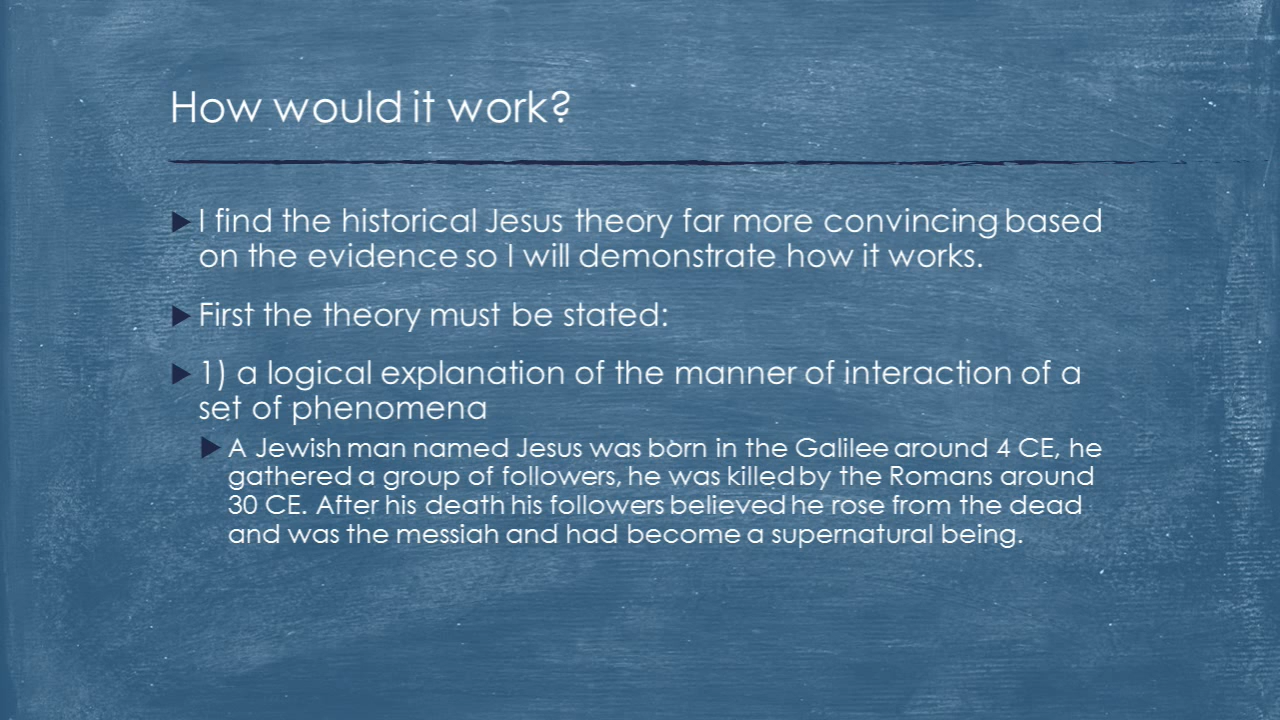 How would it work?
I find the historical Jesus theory far more convincing based
on the evidence so I will demonstrate how it works.
First the theory must be stated:
1) a logical explanation of the manner of interaction of a
set of phenomena
A Jewish man named Jesus was born in the Galilee around 4 CE, he
gathered a group of followers, he was killed by the Romans around
30 CE. After his death his followers believed he rose from the dead
and was the messiah and had become a supernatural being.